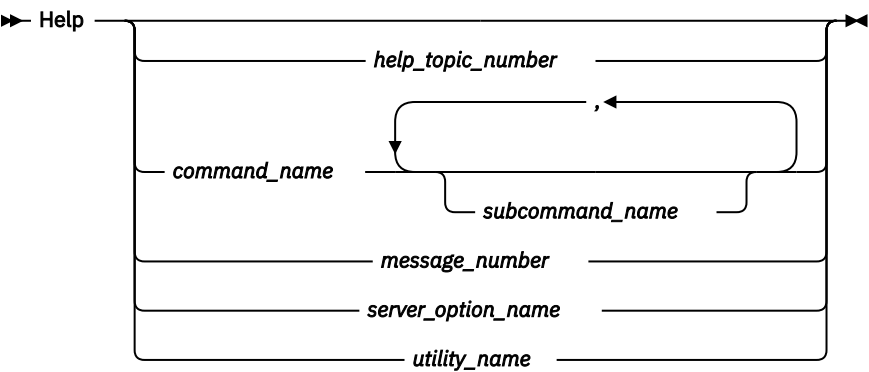 Help
help_topic_number
,
command_name
subcommand_name
message_number
server_option_name
utility_name